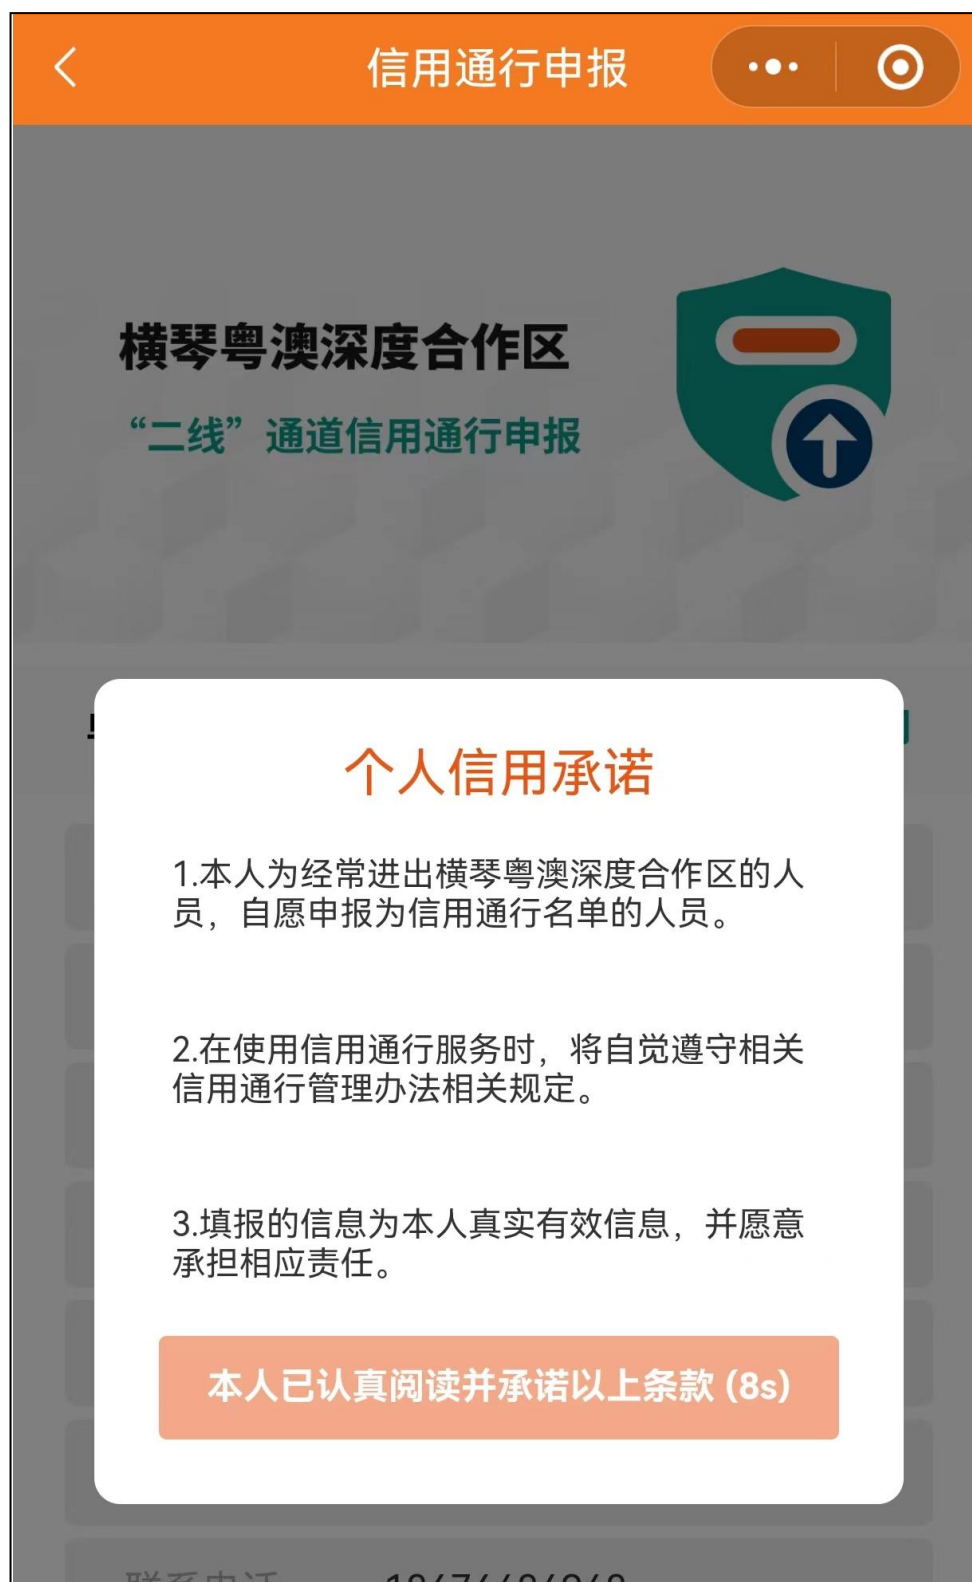 信用通行申报
横琴粤澳深度合作区
“二线”通道信用通行申报
个人信用承诺
1.本人为经常进出横琴粤澳深度合作区的人
员，自愿申报为信用通行名单的人员。
2.在使用信用通行服务时，将自觉遵守相关
信用通行管理办法相关规定。
3.填报的信息为本人真实有效信息，并愿意
承担相应责任。
本人已认真阅读并承诺以上条款 (8s)
联系电话